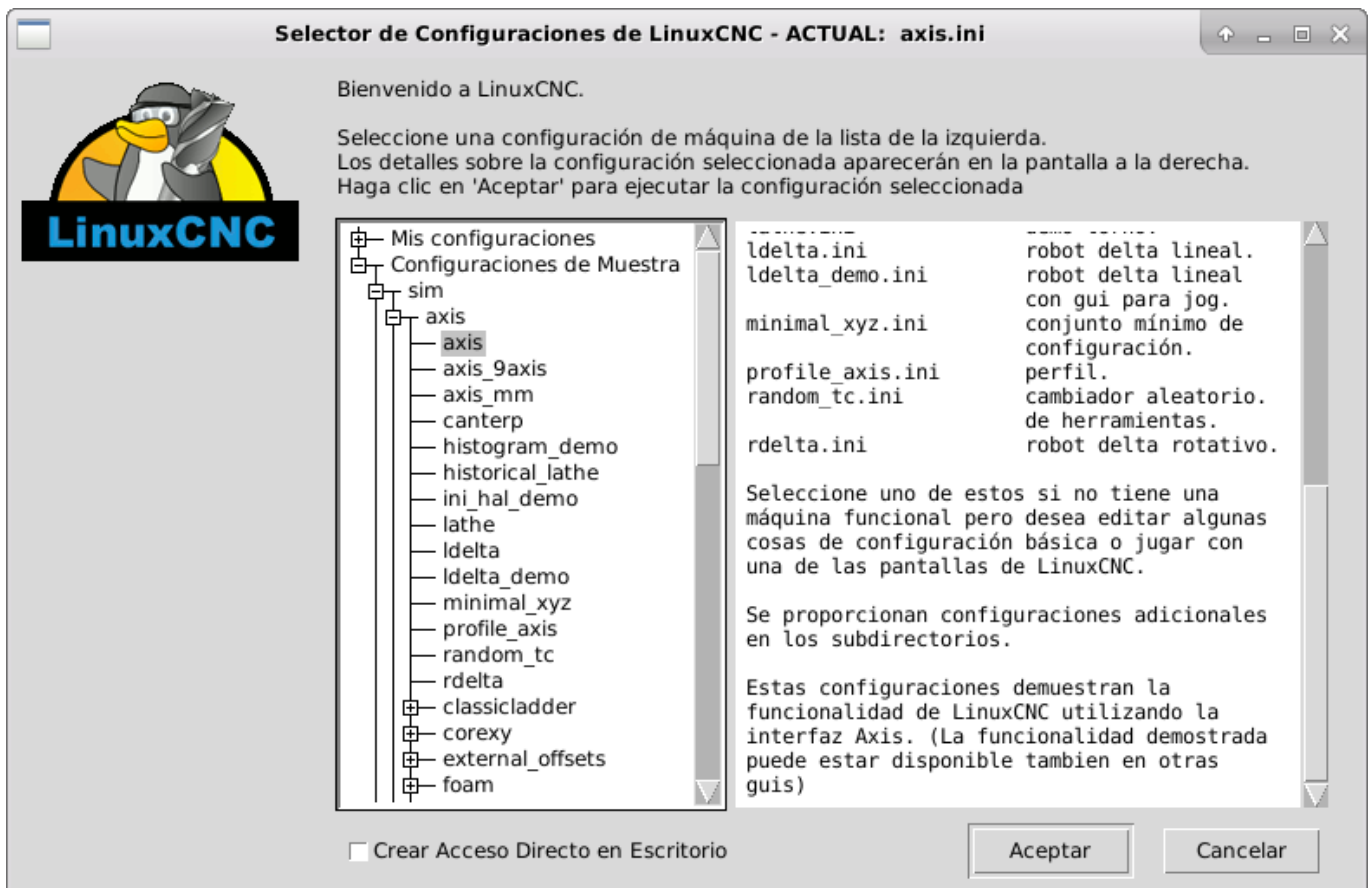 Selector de Configuraciones de LinuxCNC - ACTUAL: axis.ini
LinuxCNC
Bienvenido a LinuxCNC.
Seleccione una configuración de máquina de la lista de la izquierda.
Los detalles sobre la configuración seleccionada aparecerán en la pantalla a la derecha.
Haga clic en 'Aceptar' para ejecutar la configuración seleccionada
Mis configuraciones
Configuraciones de Muestra
sim
axis
axis
axis_9axis
axis_mm
canterp
histogram_demo
historical_lathe
ini_hal_demo
lathe
ldelta
ldelta_demo
minimal_xyz
profile_axis
random_tc
rdelta
classicladder
corexy
external_offsets
foam
ldelta.ini robot delta lineal.
ldelta_demo.ini robot delta lineal
con gui para jog.
minimal_xyz.ini conjunto mínimo de
configuración.
profile_axis.ini perfil.
random_tc.ini cambiador aleatorio.
de herramientas.
rdelta.ini robot delta rotativo.
Seleccione uno de estos si no tiene una
máquina funcional pero desea editar algunas
cosas de configuración básica o jugar con
una de las pantallas de LinuxCNC.
Se proporcionan configuraciones adicionales
en los subdirectorios.
Estas configuraciones demuestran la
funcionalidad de LinuxCNC utilizando la
interfaz Axis. (La funcionalidad demostrada
puede estar disponible tambien en otras
guis)
Crear Acceso Directo en Escritorio
Aceptar
Cancelar